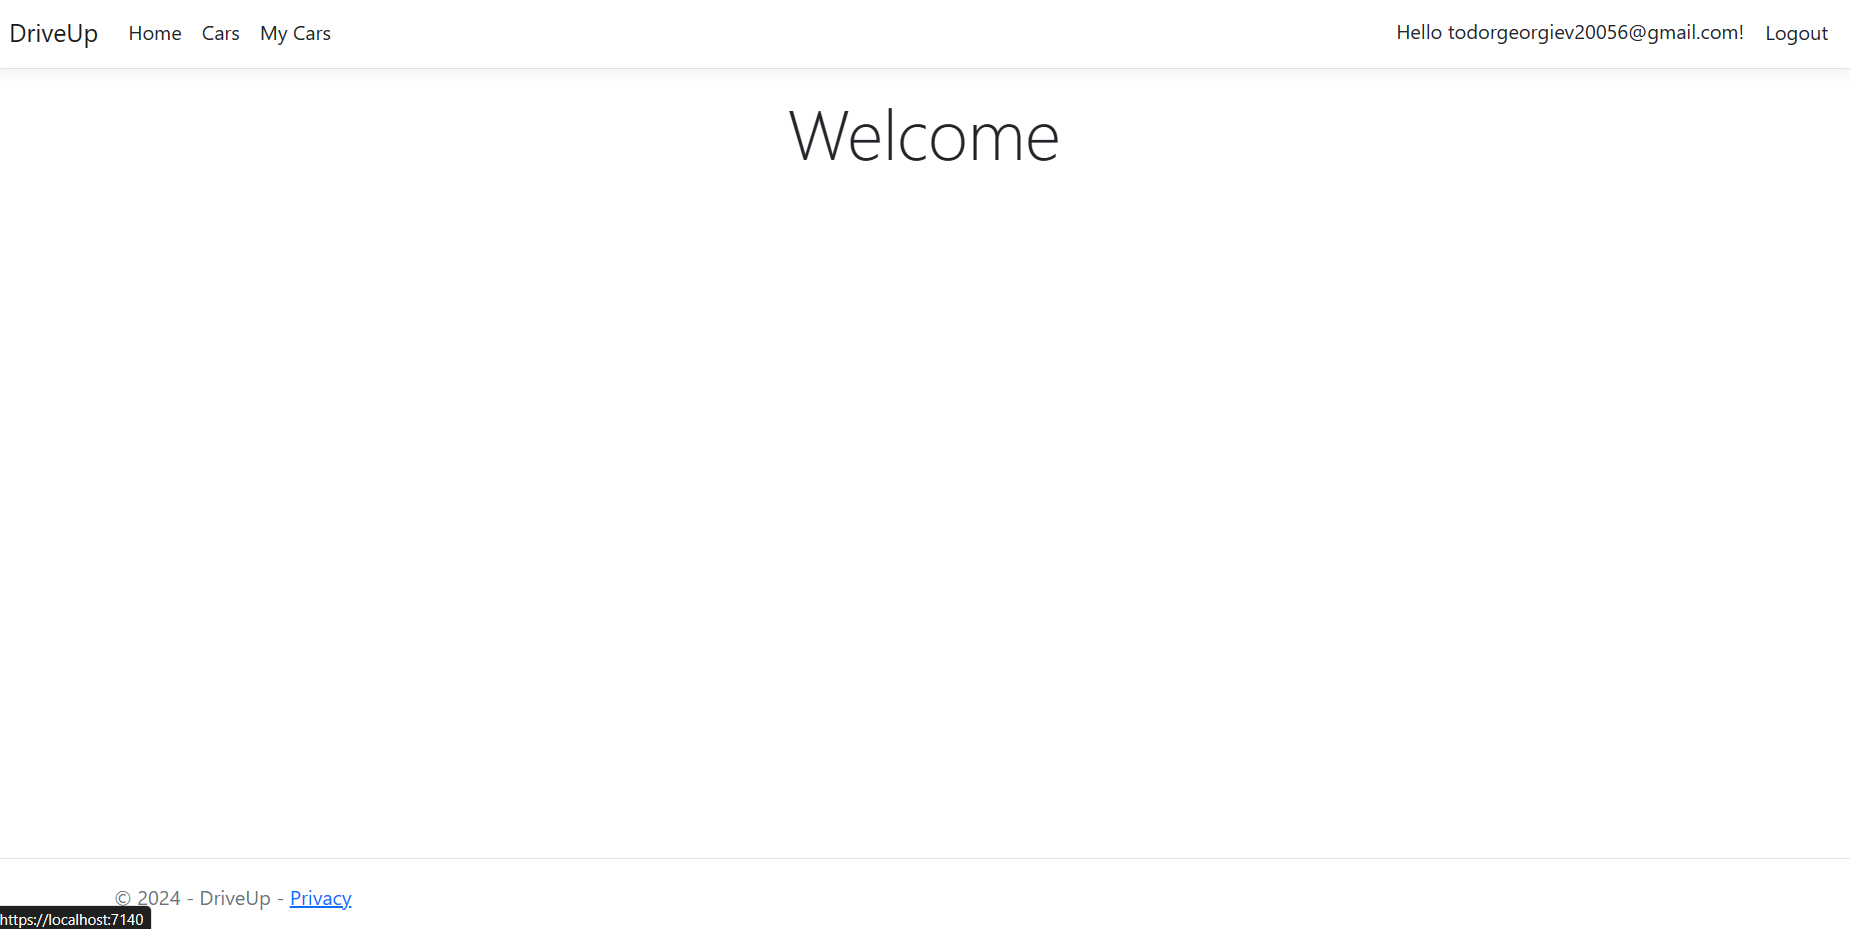 DriveUp Home Cars My Cars Hello todorgeorgiev20056@gmail.com! Logout
Welcome
© 2024 - DriveUp - Privacy
https://localhost:7140